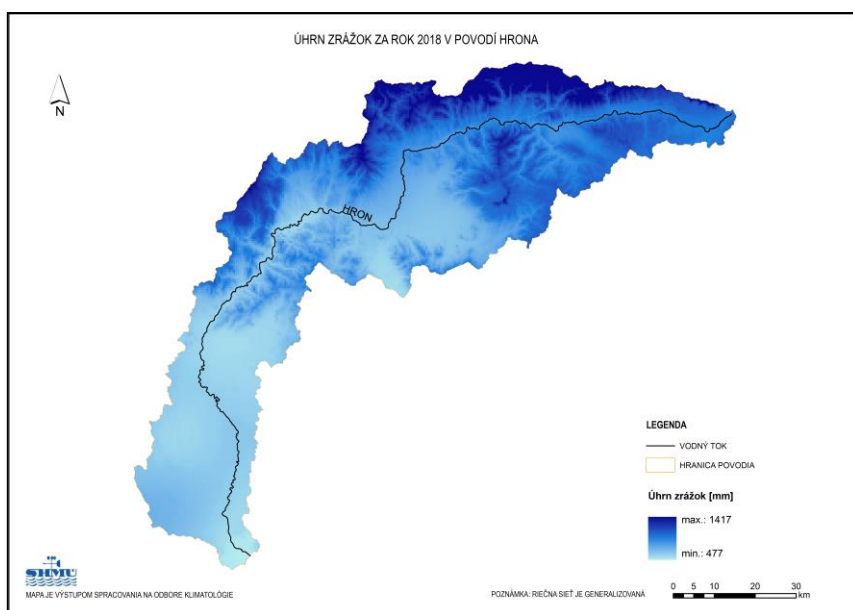 ÚHRN ZRÁŽOK ZA ROK 2018 V POVODÍ HRONA
N
HRON
LEGENDA
VODNÝ TOK
HRANICA POVODIA
Úhrn zrážok [mm]
max.: 1417
min.: 477
SHMÚ
MAPA JE VÝSTUPOM SPRACOVANIA NA ODBORE KLIMATOLÓGIE
POZNÁMKA: RIEČNA SIEŤ JE GENERALIZOVANÁ
0 5 10 20 30
km